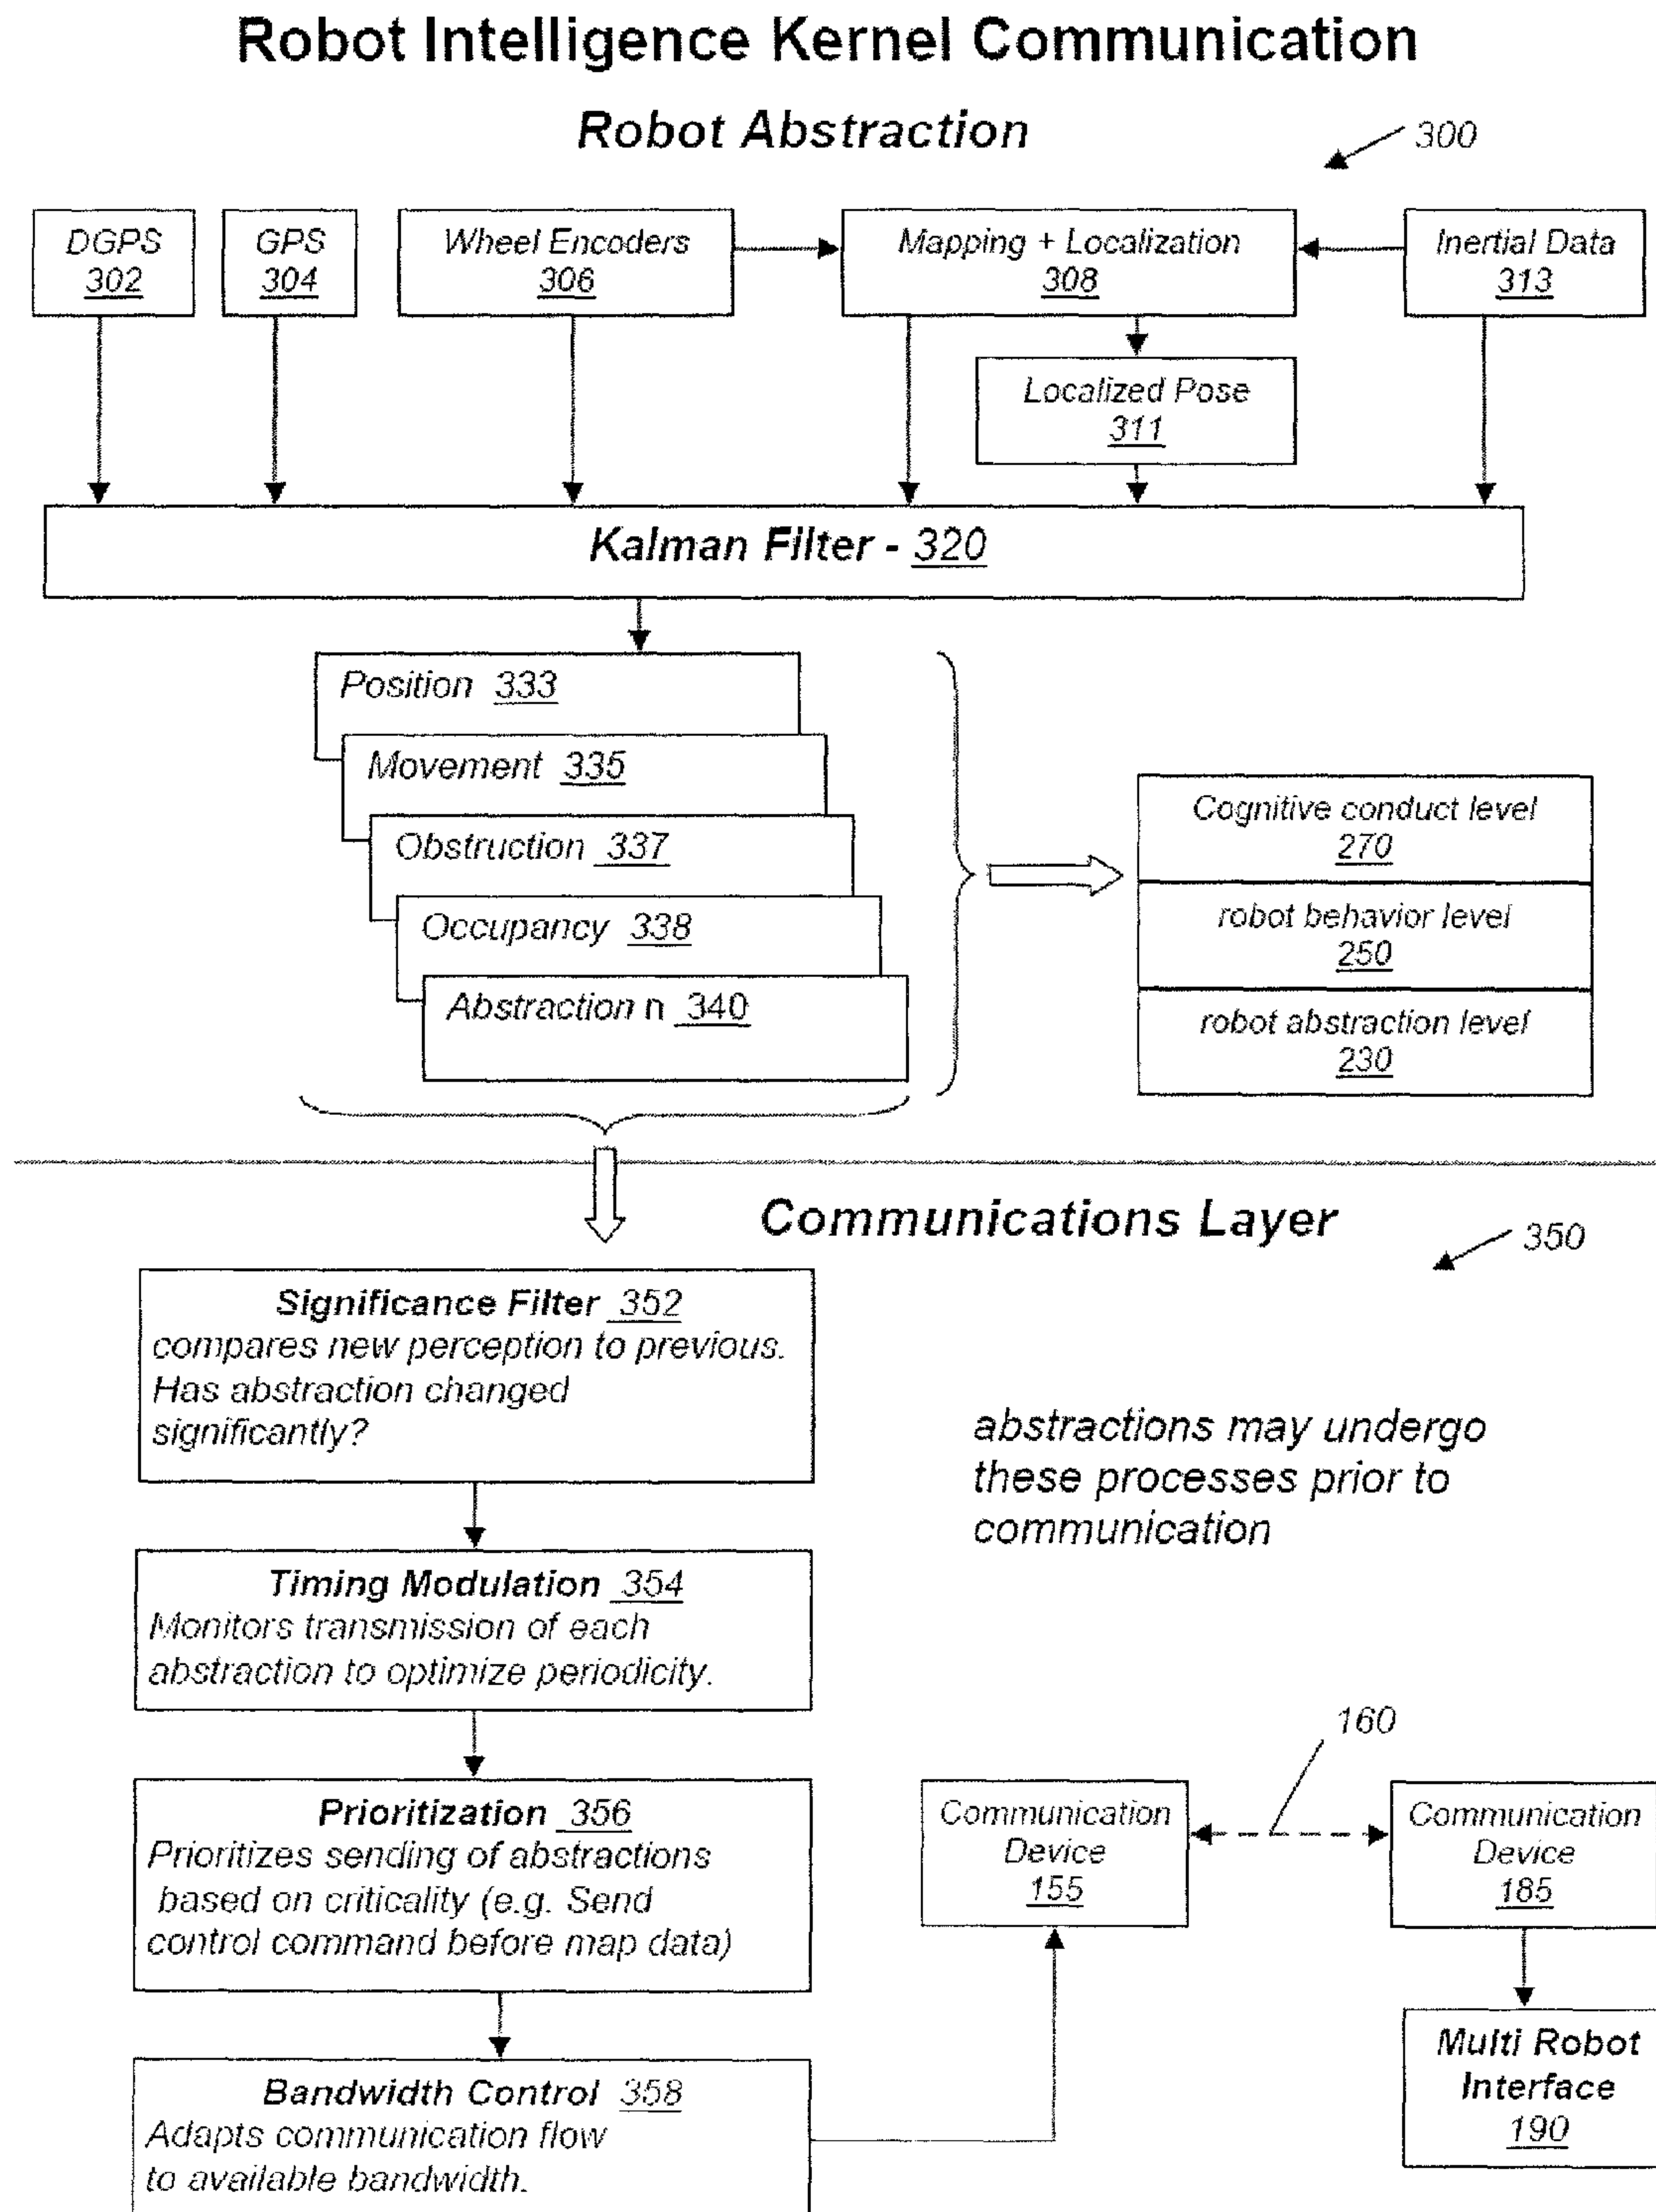 Robot Intelligence Kernel Communication
Robot Abstraction
300
DGPS
302
GPS
304
Wheel Encoders
306
Mapping + Localization
308
Inertial Data
313
Localized Pose
311
Kalman Filter - 320
Position 333
Movement 335
Obstruction 337
Occupancy 338
Abstraction n 340
Cognitive conduct level
270
robot behavior level
250
robot abstraction level
230
Communications Layer
350
Significance Filter 352
compares new perception to previous.
Has abstraction changed
significantly?
abstractions may undergo
these processes prior to
communication
Timing Modulation 354
Monitors transmission of each
abstraction to optimize periodicity.
160
Prioritization 356
Prioritizes sending of abstractions
based on criticality (e.g. Send
control command before map data)
Communication
Device
155
Communication
Device
185
Multi Robot
Interface
190
Bandwidth Control 358
Adapts communication flow
to available bandwidth.